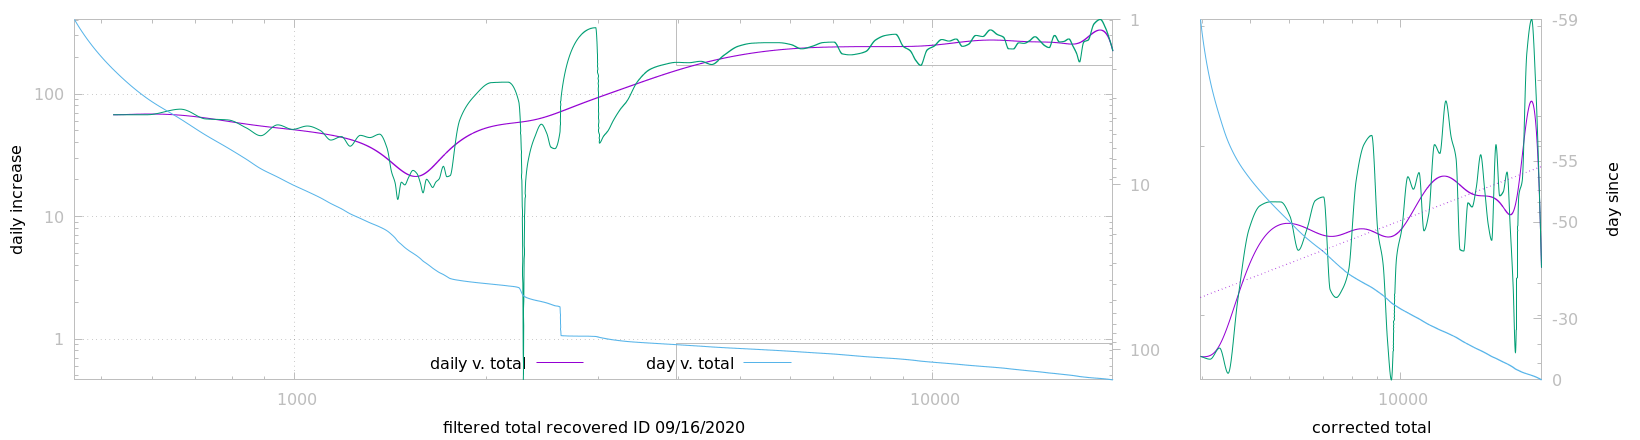 daily increase
100
10
1
1000
10000
1
10
100
daily v. total
day v. total
filtered total recovered ID 09/16/2020
-59
-55
-50
-30
0
day since
10000
corrected total